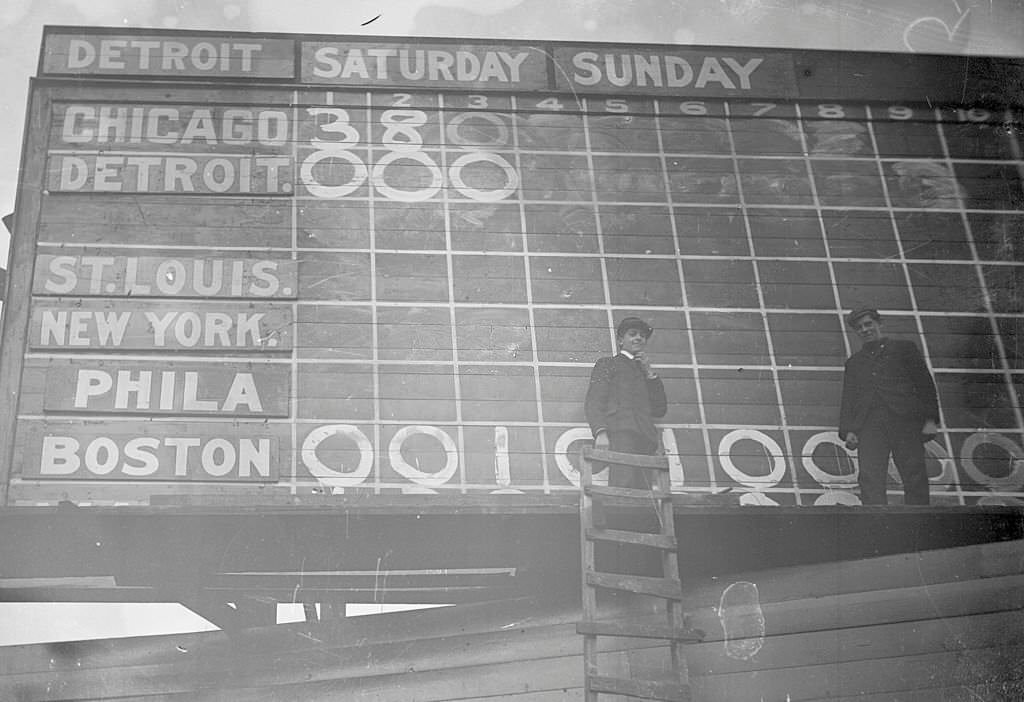 DETROIT SATURDAY SUNDAY
1 2 3 4 5 6 7 8 9 10
CHICAGO 3 8 0
DETROIT. 0 0 0
ST. LOUIS.
NEW YORK.
PHILA
BOSTON 0 0 1 0 1 0 0 0 0